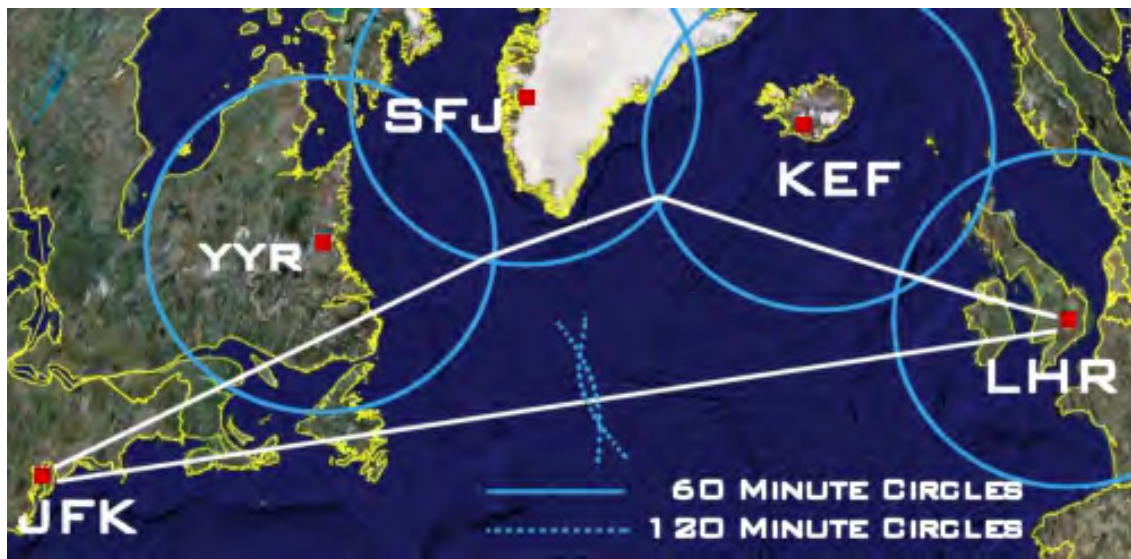 SFJ
KEF
YYR
LHR
JFK
60 MINUTE CIRCLES
120 MINUTE CIRCLES